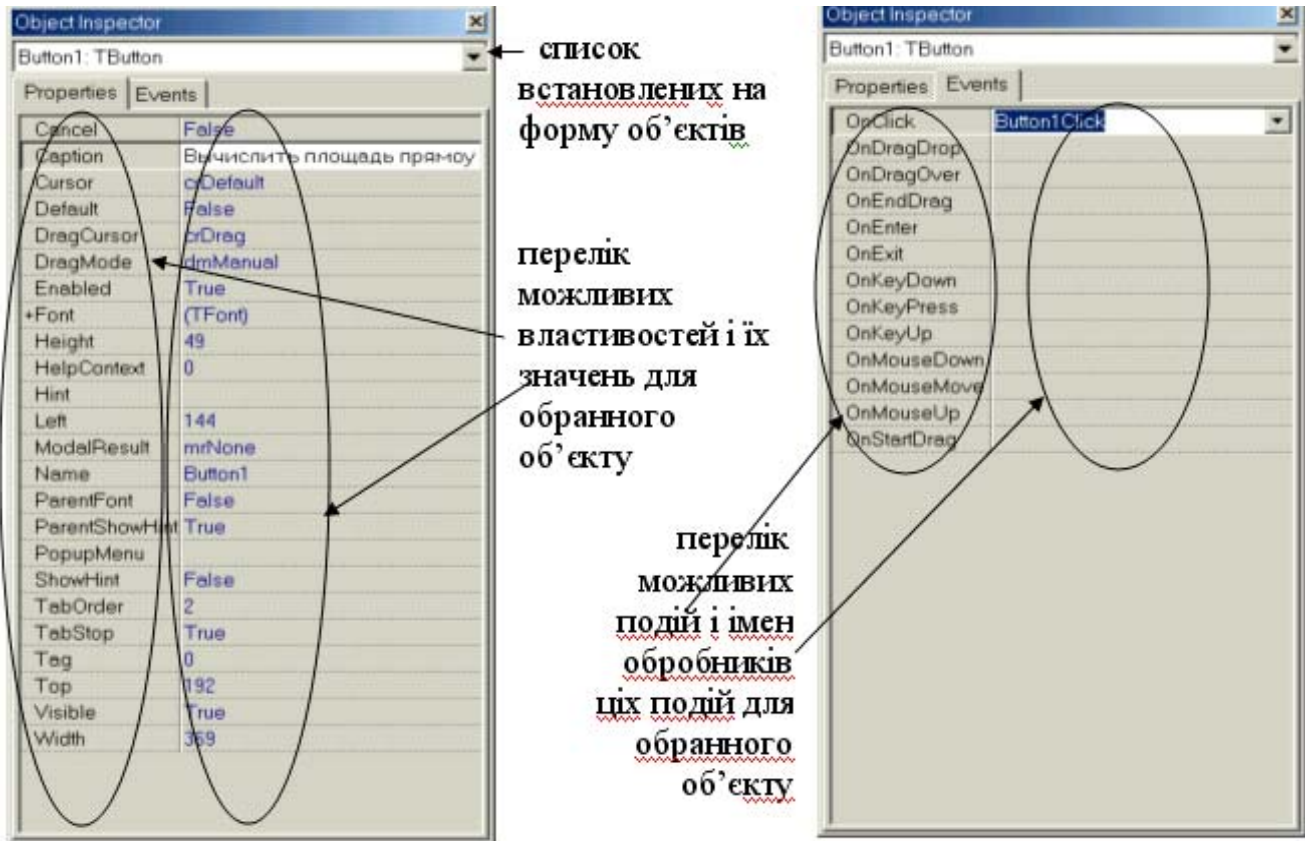 Object Inspector
Button1: TButton
Properties Events
Cancel False
Caption Вычислить площадь прямоу
Cursor crDefault
Default False
DragCursor crDrag
DragMode dmManual
Enabled True
+Font (TFont)
Height 49
HelpContext 0
Hint
Left 144
ModalResult mrNone
Name Button1
ParentFont False
ParentShowHint True
PopupMenu
ShowHint False
TabOrder 2
TabStop True
Tag 0
Top 192
Visible True
Width 369
список
встановлених на
форму об’єктів
перелік
можливих
властивостей і їх
значень для
обранного
об’єкту
перелік
можливих
подій і імен
обробників
ціх подій для
обранного
об’єкту
Object Inspector
Button1: TButton
Properties Events
OnClick Button1Click
OnDragDrop
OnDragOver
OnEndDrag
OnEnter
OnExit
OnKeyDown
OnKeyPress
OnKeyUp
OnMouseDown
OnMouseMove
OnMouseUp
OnStartDrag